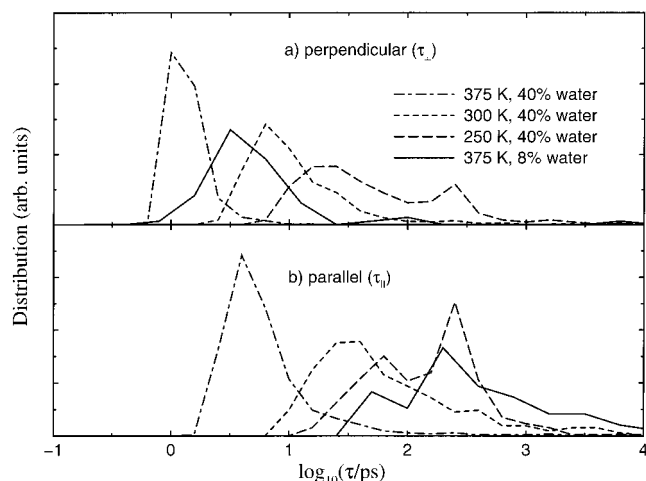 a) perpendicular (τ⊥)
375 K, 40% water
300 K, 40% water
250 K, 40% water
375 K, 8% water
Distribution (arb. units)
b) parallel (τ||)
−1 0 1 2 3 4
log10(τ/ps)